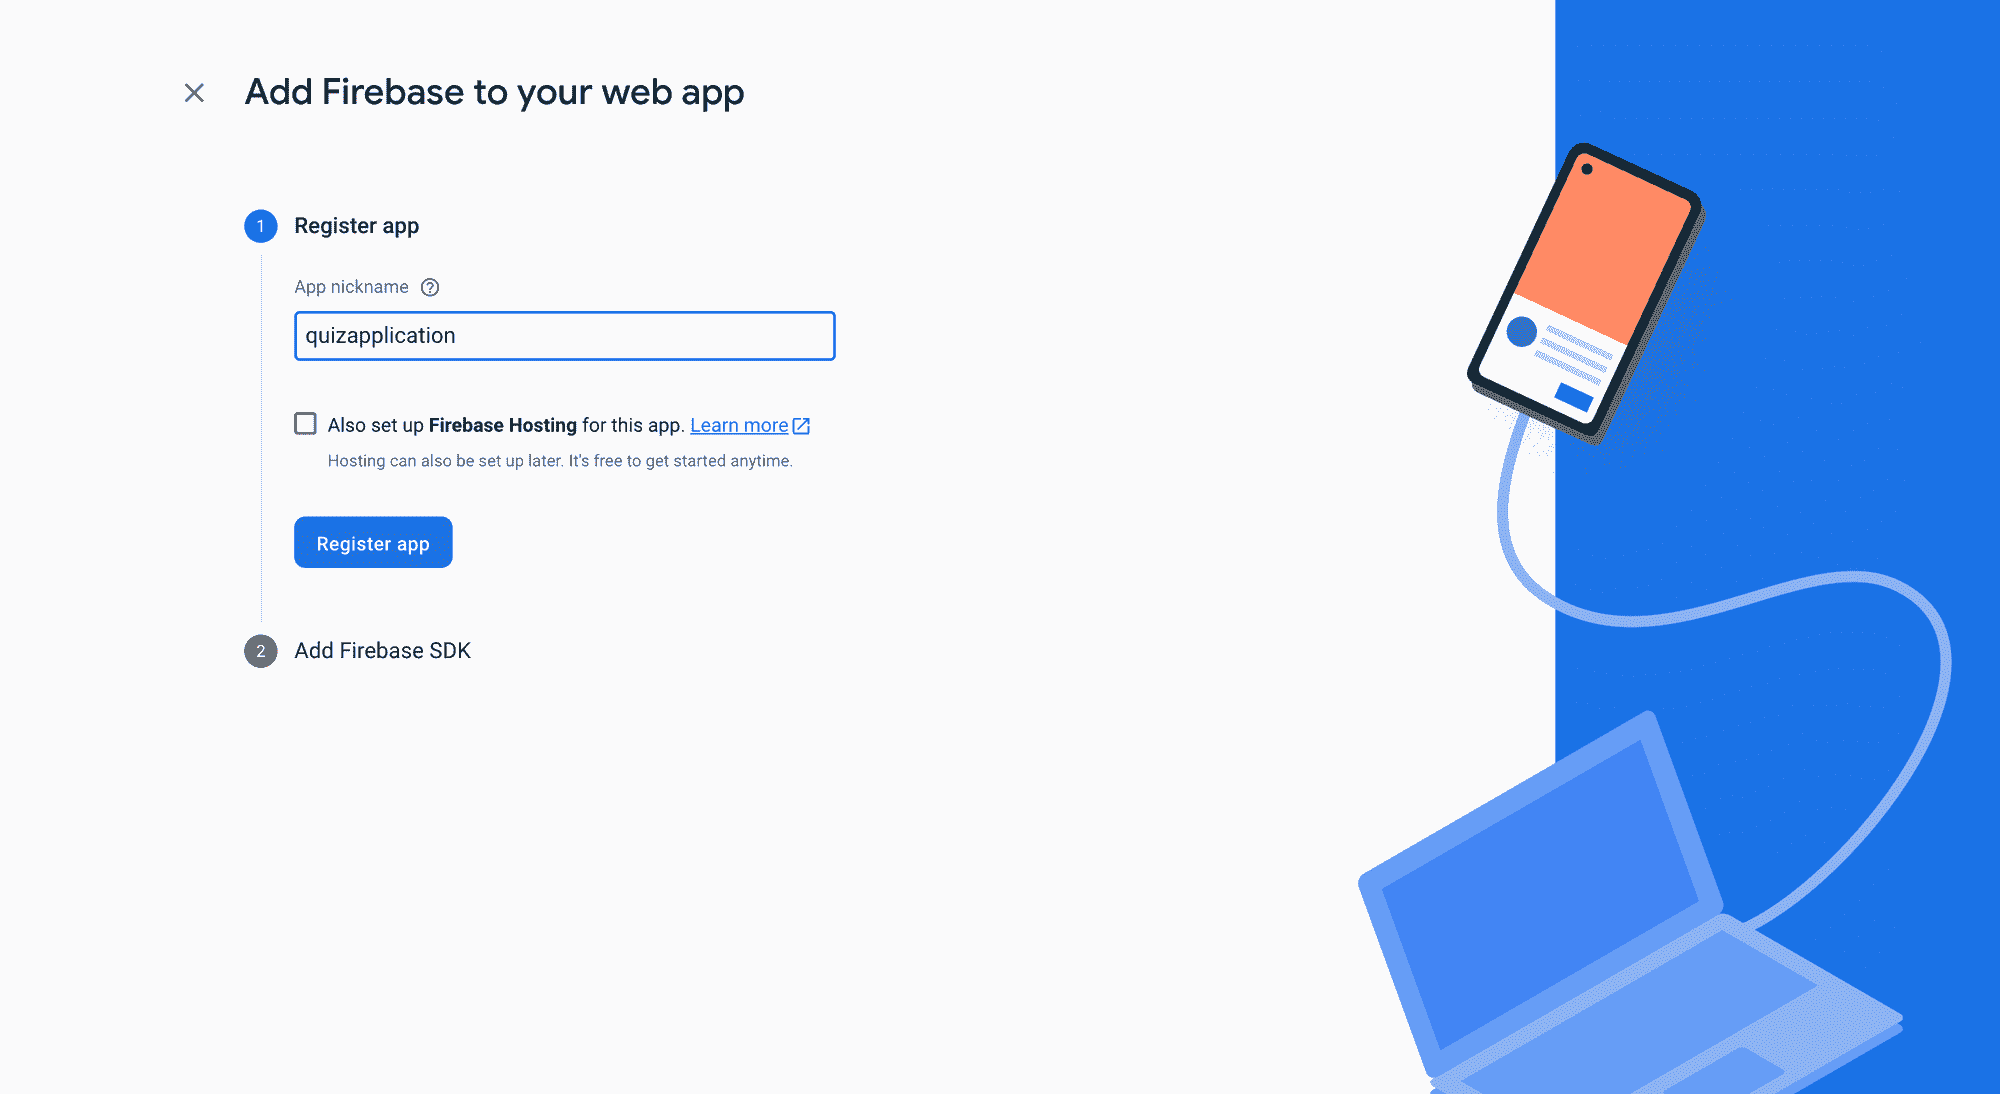 Add Firebase to your web app
1 Register app
App nickname ?
quizapplication
Also set up Firebase Hosting for this app. Learn more
Hosting can also be set up later. It's free to get started anytime.
Register app
2 Add Firebase SDK